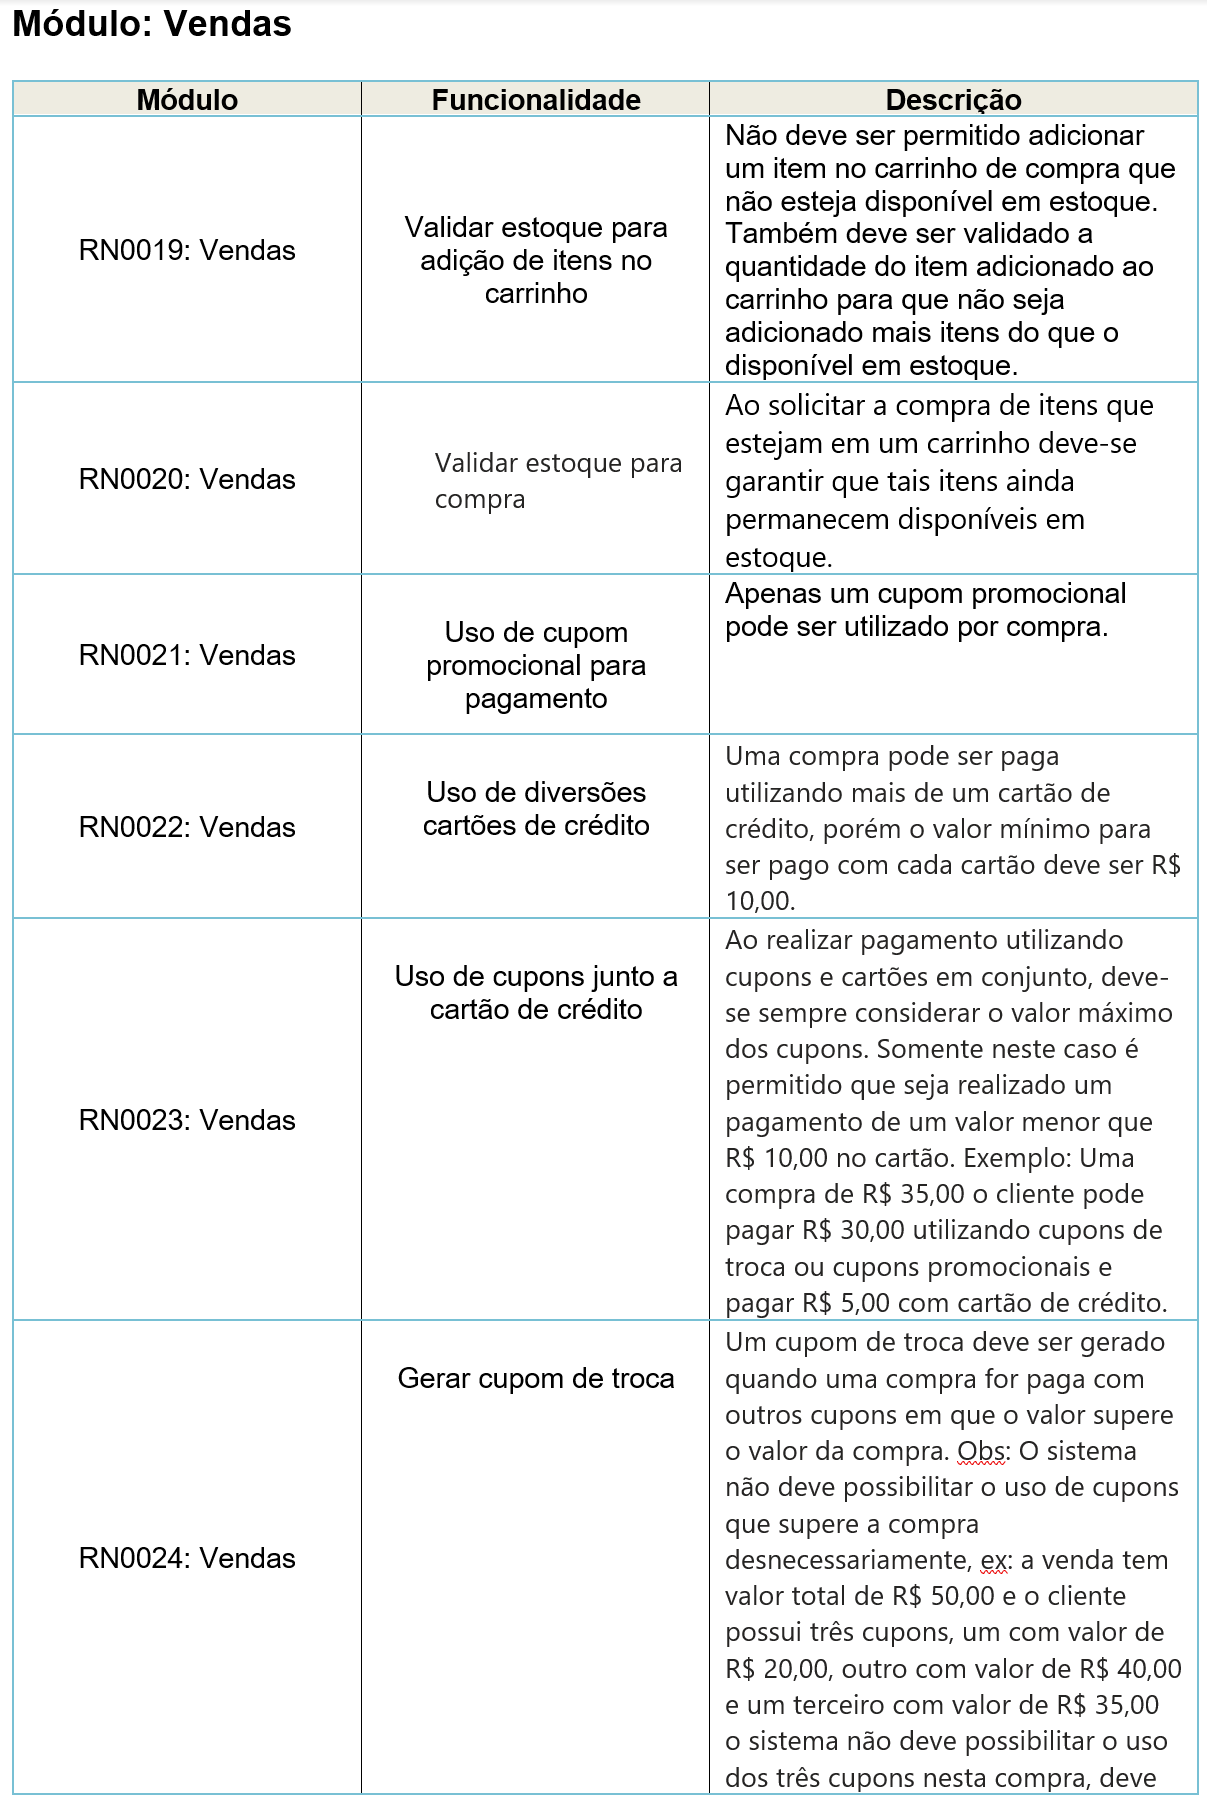 Módulo: Vendas
Módulo
Funcionalidade
Descrição
RN0019: Vendas
Validar estoque para
adição de itens no
carrinho
Não deve ser permitido adicionar
um item no carrinho de compra que
não esteja disponível em estoque.
Também deve ser validado a
quantidade do item adicionado ao
carrinho para que não seja
adicionado mais itens do que o
disponível em estoque.
RN0020: Vendas
Validar estoque para
compra
Ao solicitar a compra de itens que
estejam em um carrinho deve-se
garantir que tais itens ainda
permanecem disponíveis em
estoque.
RN0021: Vendas
Uso de cupom
promocional para
pagamento
Apenas um cupom promocional
pode ser utilizado por compra.
RN0022: Vendas
Uso de diversões
cartões de crédito
Uma compra pode ser paga
utilizando mais de um cartão de
crédito, porém o valor mínimo para
ser pago com cada cartão deve ser R$
10,00.
RN0023: Vendas
Uso de cupons junto a
cartão de crédito
Ao realizar pagamento utilizando
cupons e cartões em conjunto, deve-
se sempre considerar o valor máximo
dos cupons. Somente neste caso é
permitido que seja realizado um
pagamento de um valor menor que
R$ 10,00 no cartão. Exemplo: Uma
compra de R$ 35,00 o cliente pode
pagar R$ 30,00 utilizando cupons de
troca ou cupons promocionais e
pagar R$ 5,00 com cartão de crédito.
RN0024: Vendas
Gerar cupom de troca
Um cupom de troca deve ser gerado
quando uma compra for paga com
outros cupons em que o valor supere
o valor da compra. Obs: O sistema
não deve possibilitar o uso de cupons
que supere a compra
desnecessariamente, ex: a venda tem
valor total de R$ 50,00 e o cliente
possui três cupons, um com valor de
R$ 20,00, outro com valor de R$ 40,00
e um terceiro com valor de R$ 35,00
o sistema não deve possibilitar o uso
dos três cupons nesta compra, deve